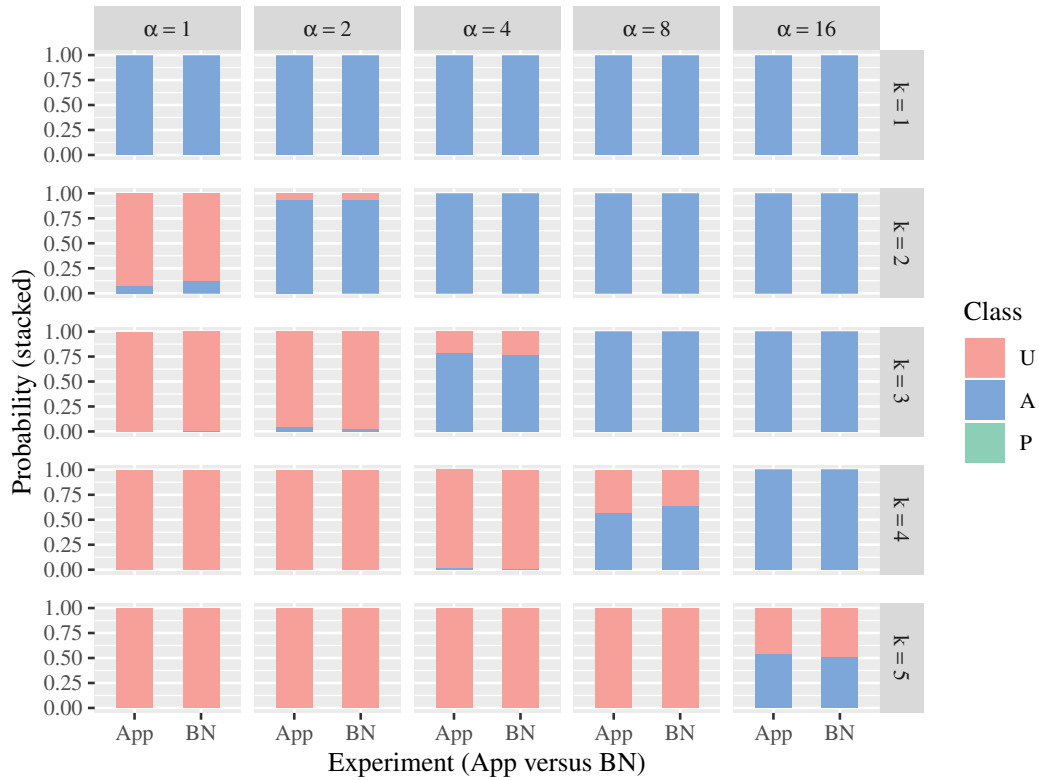 α = 1 α = 2 α = 4 α = 8 α = 16
1.00
0.75
0.50
0.25
0.00
k = 1
1.00
0.75
0.50
0.25
0.00
k = 2
1.00
0.75
0.50
0.25
0.00
k = 3
1.00
0.75
0.50
0.25
0.00
k = 4
1.00
0.75
0.50
0.25
0.00
k = 5
Probability (stacked)
App BN App BN App BN App BN App BN
Experiment (App versus BN)
Class
U
A
P